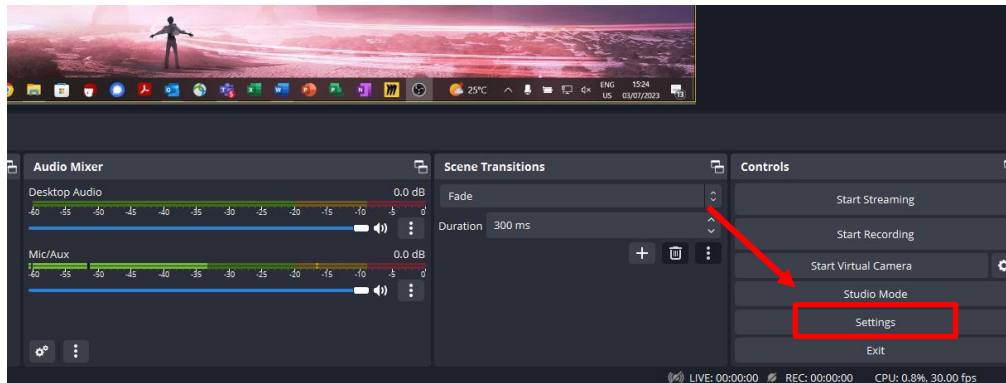 25°C
ENG
US
15:24
03/07/2023
13
Audio Mixer
Desktop Audio 0.0 dB
-60 -55 -50 -45 -40 -35 -30 -25 -20 -15 -10 -5 0
Mic/Aux 0.0 dB
-60 -55 -50 -45 -40 -35 -30 -25 -20 -15 -10 -5 0
Scene Transitions
Fade
Duration 300 ms
Controls
Start Streaming
Start Recording
Start Virtual Camera
Studio Mode
Settings
Exit
LIVE: 00:00:00 REC: 00:00:00 CPU: 0.8%, 30.00 fps